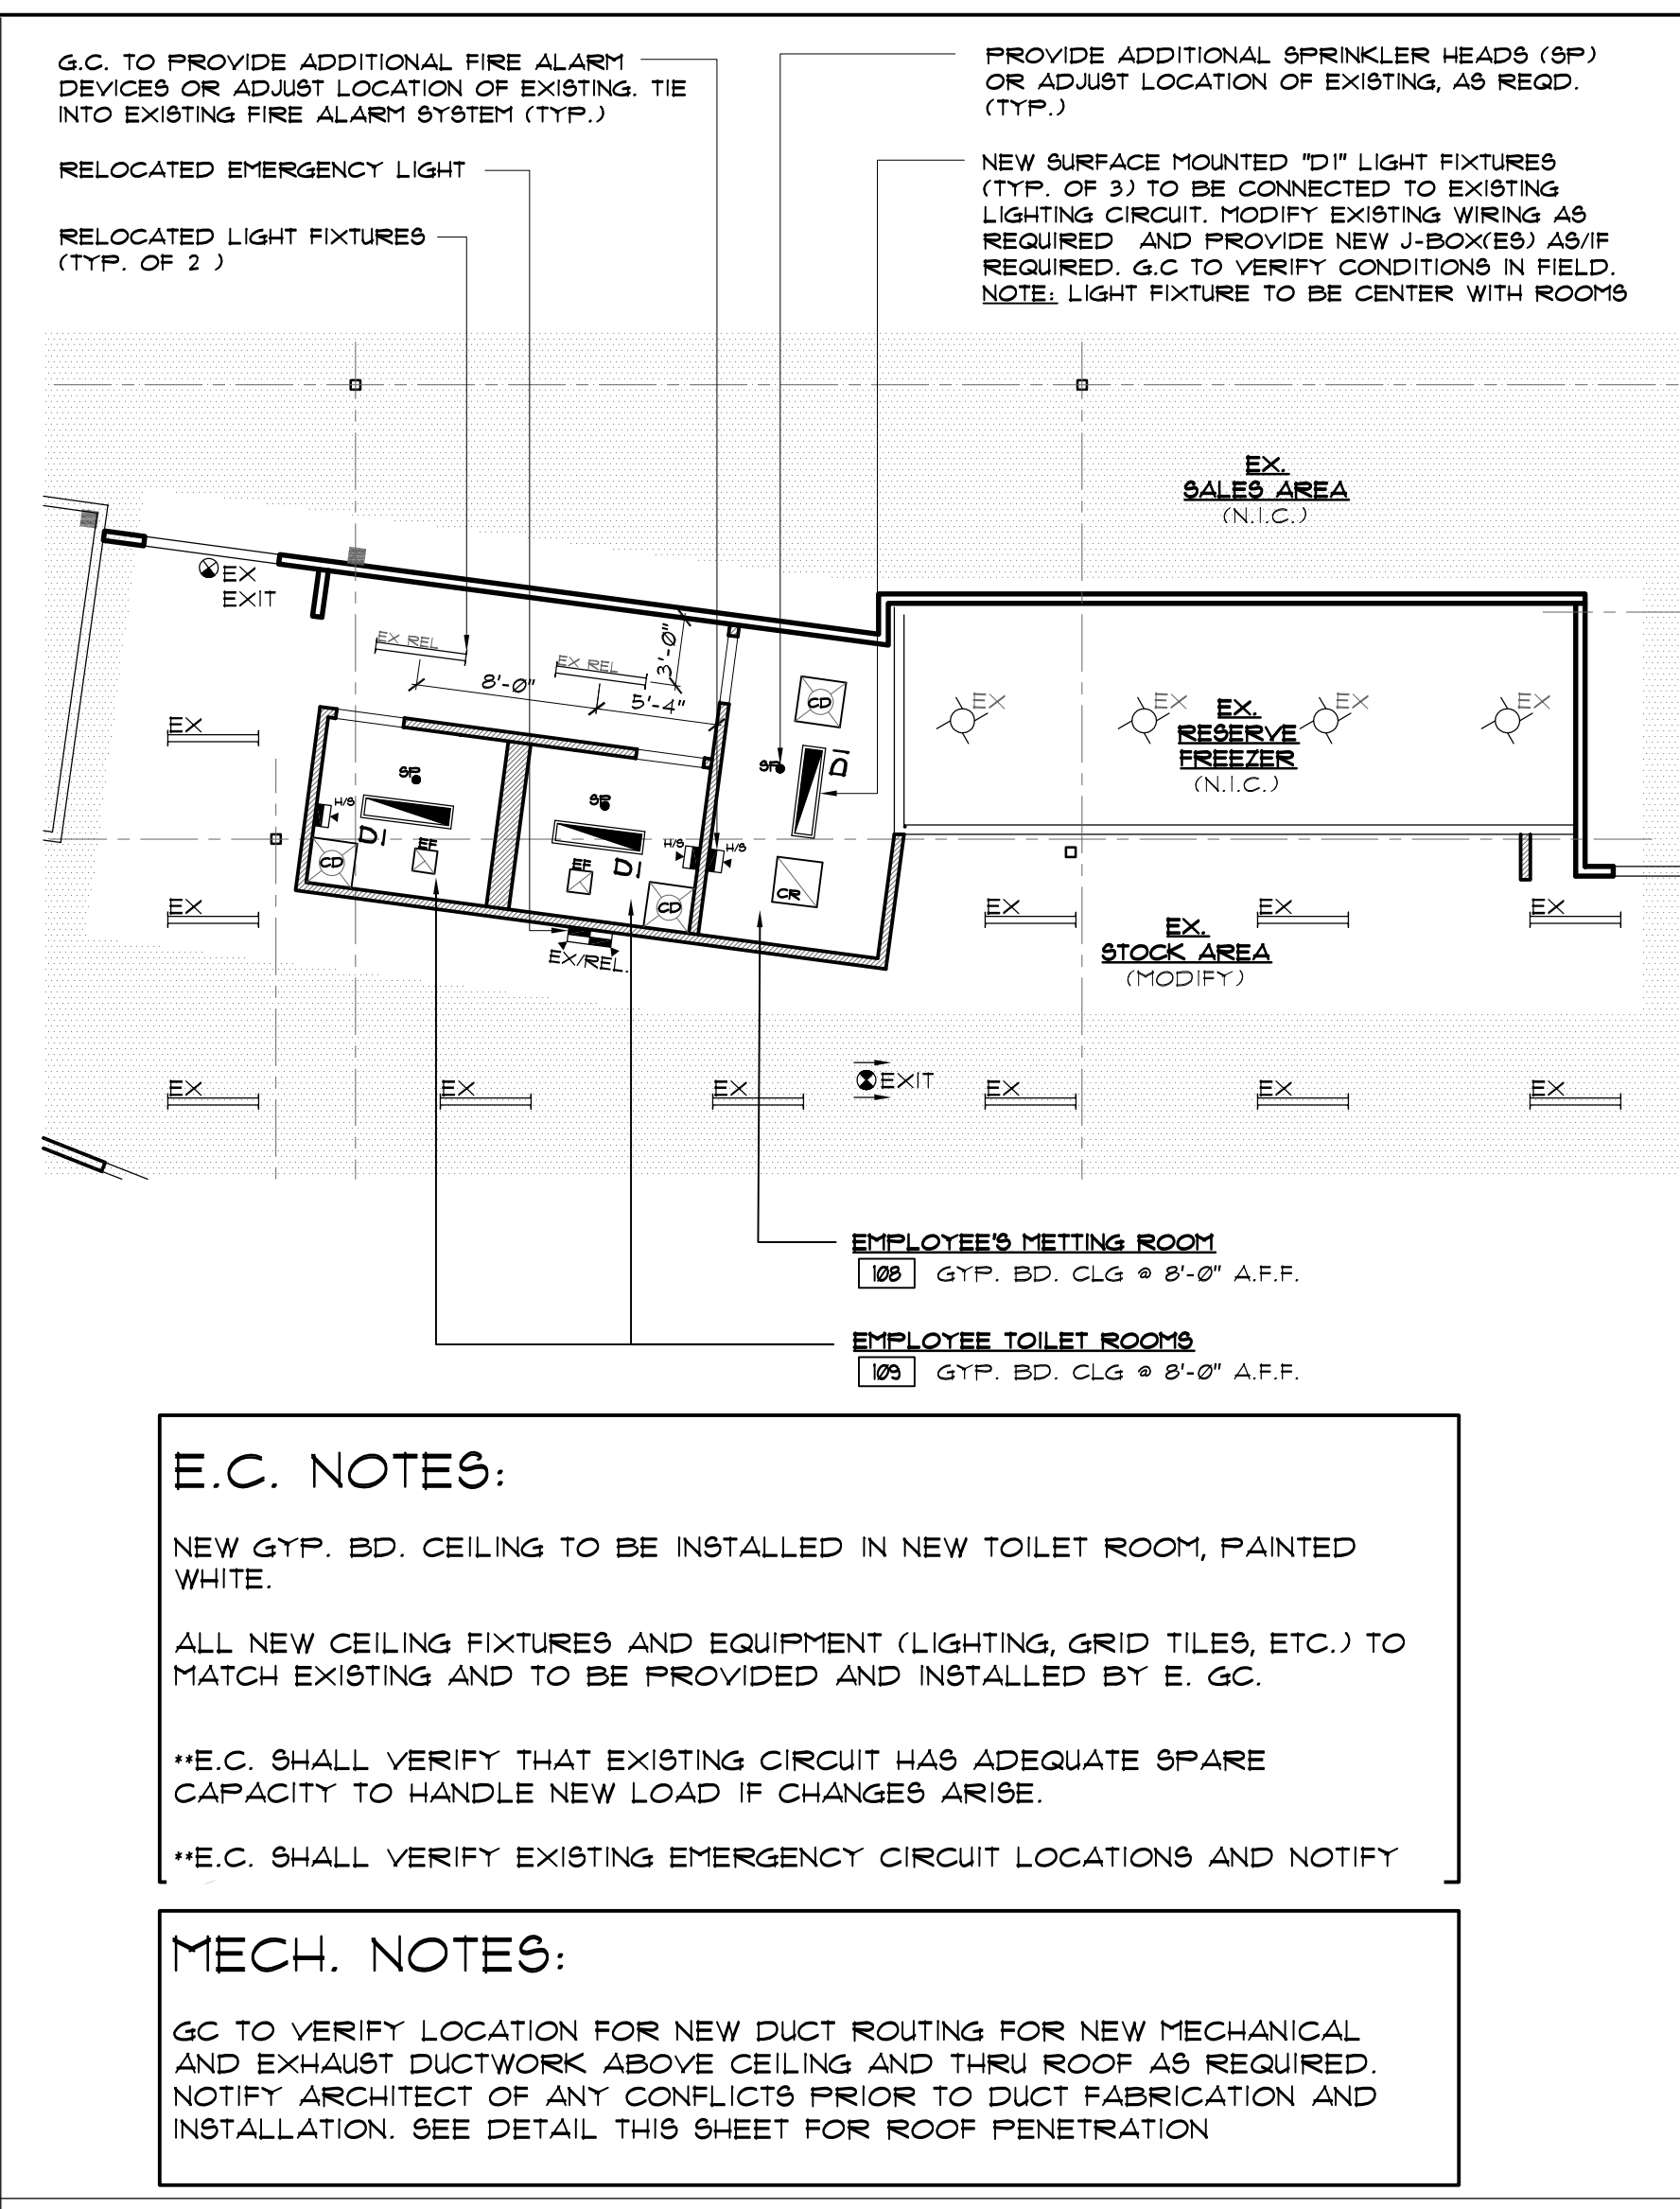 G.C. TO PROVIDE ADDITIONAL FIRE ALARM
DEVICES OR ADJUST LOCATION OF EXISTING. TIE
INTO EXISTING FIRE ALARM SYSTEM (TYP.)
RELOCATED EMERGENCY LIGHT
RELOCATED LIGHT FIXTURES
(TYP. OF 2 )
PROVIDE ADDITIONAL SPRINKLER HEADS (SP)
OR ADJUST LOCATION OF EXISTING, AS REQD.
(TYP.)
NEW SURFACE MOUNTED "D1" LIGHT FIXTURES
(TYP. OF 3) TO BE CONNECTED TO EXISTING
LIGHTING CIRCUIT. MODIFY EXISTING WIRING AS
REQUIRED AND PROVIDE NEW J-BOX(ES) AS/IF
REQUIRED. G.C TO VERIFY CONDITIONS IN FIELD.
NOTE: LIGHT FIXTURE TO BE CENTER WITH ROOMS
EX.
SALES AREA
(N.I.C.)
EX
EXIT
EX REL
EX REL
3'-0"
8'-0"
5'-4"
CD
EX
EX
EX
EX
EX.
RESERVE
FREEZER
(N.I.C.)
EX
SP
SP
SP
D1
H/S
D1
EF
CD
H/S
H/S
EF
D1
CD
CR
EX
EX
EX
EX
EX.
STOCK AREA
(MODIFY)
EX/REL.
EXIT
EX
EX
EX
EX
EX
EX
EMPLOYEE'S METTING ROOM
108 GYP. BD. CLG @ 8'-0" A.F.F.
EMPLOYEE TOILET ROOMS
109 GYP. BD. CLG @ 8'-0" A.F.F.
E.C. NOTES:
NEW GYP. BD. CEILING TO BE INSTALLED IN NEW TOILET ROOM, PAINTED
WHITE.
ALL NEW CEILING FIXTURES AND EQUIPMENT (LIGHTING, GRID TILES, ETC.) TO
MATCH EXISTING AND TO BE PROVIDED AND INSTALLED BY E. GC.
**E.C. SHALL VERIFY THAT EXISTING CIRCUIT HAS ADEQUATE SPARE
CAPACITY TO HANDLE NEW LOAD IF CHANGES ARISE.
**E.C. SHALL VERIFY EXISTING EMERGENCY CIRCUIT LOCATIONS AND NOTIFY
MECH. NOTES:
GC TO VERIFY LOCATION FOR NEW DUCT ROUTING FOR NEW MECHANICAL
AND EXHAUST DUCTWORK ABOVE CEILING AND THRU ROOF AS REQUIRED.
NOTIFY ARCHITECT OF ANY CONFLICTS PRIOR TO DUCT FABRICATION AND
INSTALLATION. SEE DETAIL THIS SHEET FOR ROOF PENETRATION